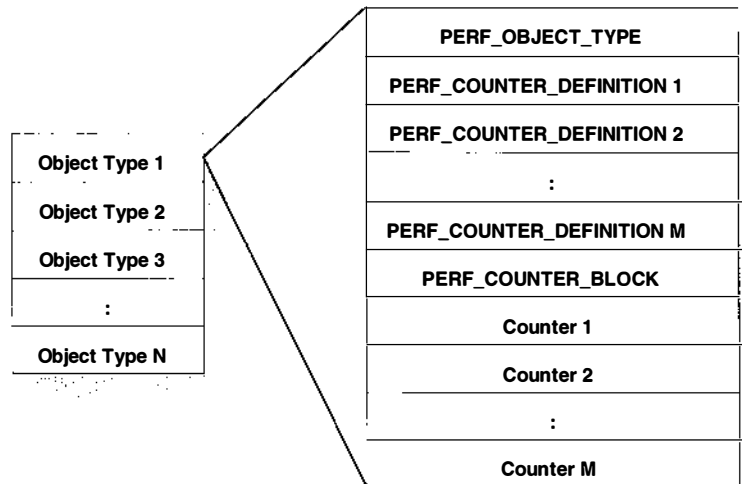 Object Type 1
Object Type 2
Object Type 3
:
Object Type N
PERF_OBJECT_TYPE
PERF_COUNTER_DEFINITION 1
PERF_COUNTER_DEFINITION 2
:
PERF_COUNTER_DEFINITION M
PERF_COUNTER_BLOCK
Counter 1
Counter 2
:
Counter M